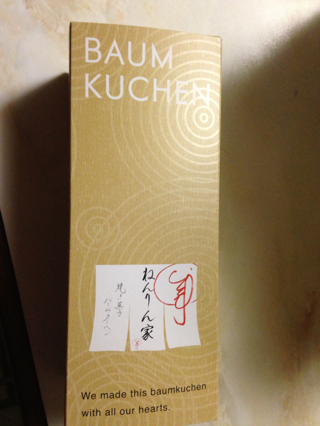 BAUM
KUCHEN
ねんりん家
We made this baumkuchen
with all our hearts.